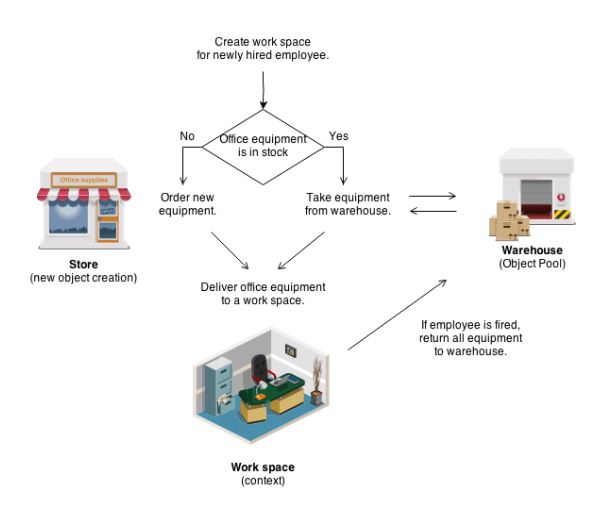 Create work space
for newly hired employee.
No
Office equipment
is in stock
Yes
Office supplies
Order new
equipment.
Take equipment
from warehouse.
Store
(new object creation)
Warehouse
(Object Pool)
Deliver office equipment
to a work space.
If employee is fired,
return all equipment
to warehouse.
Work space
(context)